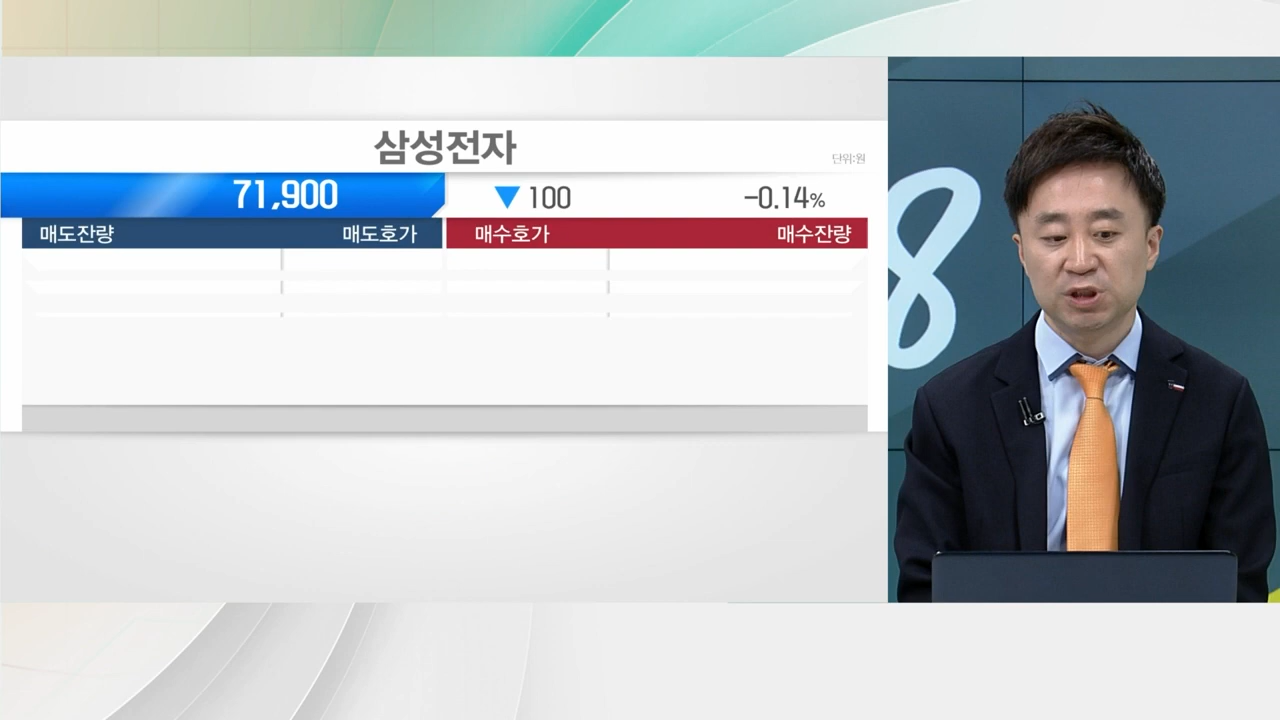 삼성전자
단위:원
71,900 ▼ 100 -0.14%
매도잔량 매도호가 매수호가 매수잔량
8